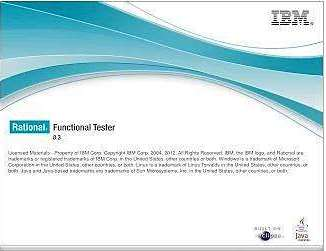 IBM
Rational Functional Tester
8.3
Licensed Materials - Property of IBM Corp. Copyright IBM Corp. 2004, 2012. All Rights Reserved. IBM, the IBM logo, and Rational are
trademarks or registered trademarks of IBM Corp. in the United States, other countries, or both. Windows is a trademark of Microsoft
Corporation in the United States, other countries, or both. Linux is a trademark of Linus Torvalds in the United States, other countries, or
both. Java and Java-based trademarks are trademarks of Sun Microsystems, Inc. in the United States, other countries, or both.
BUILT ON
eclipse
Java